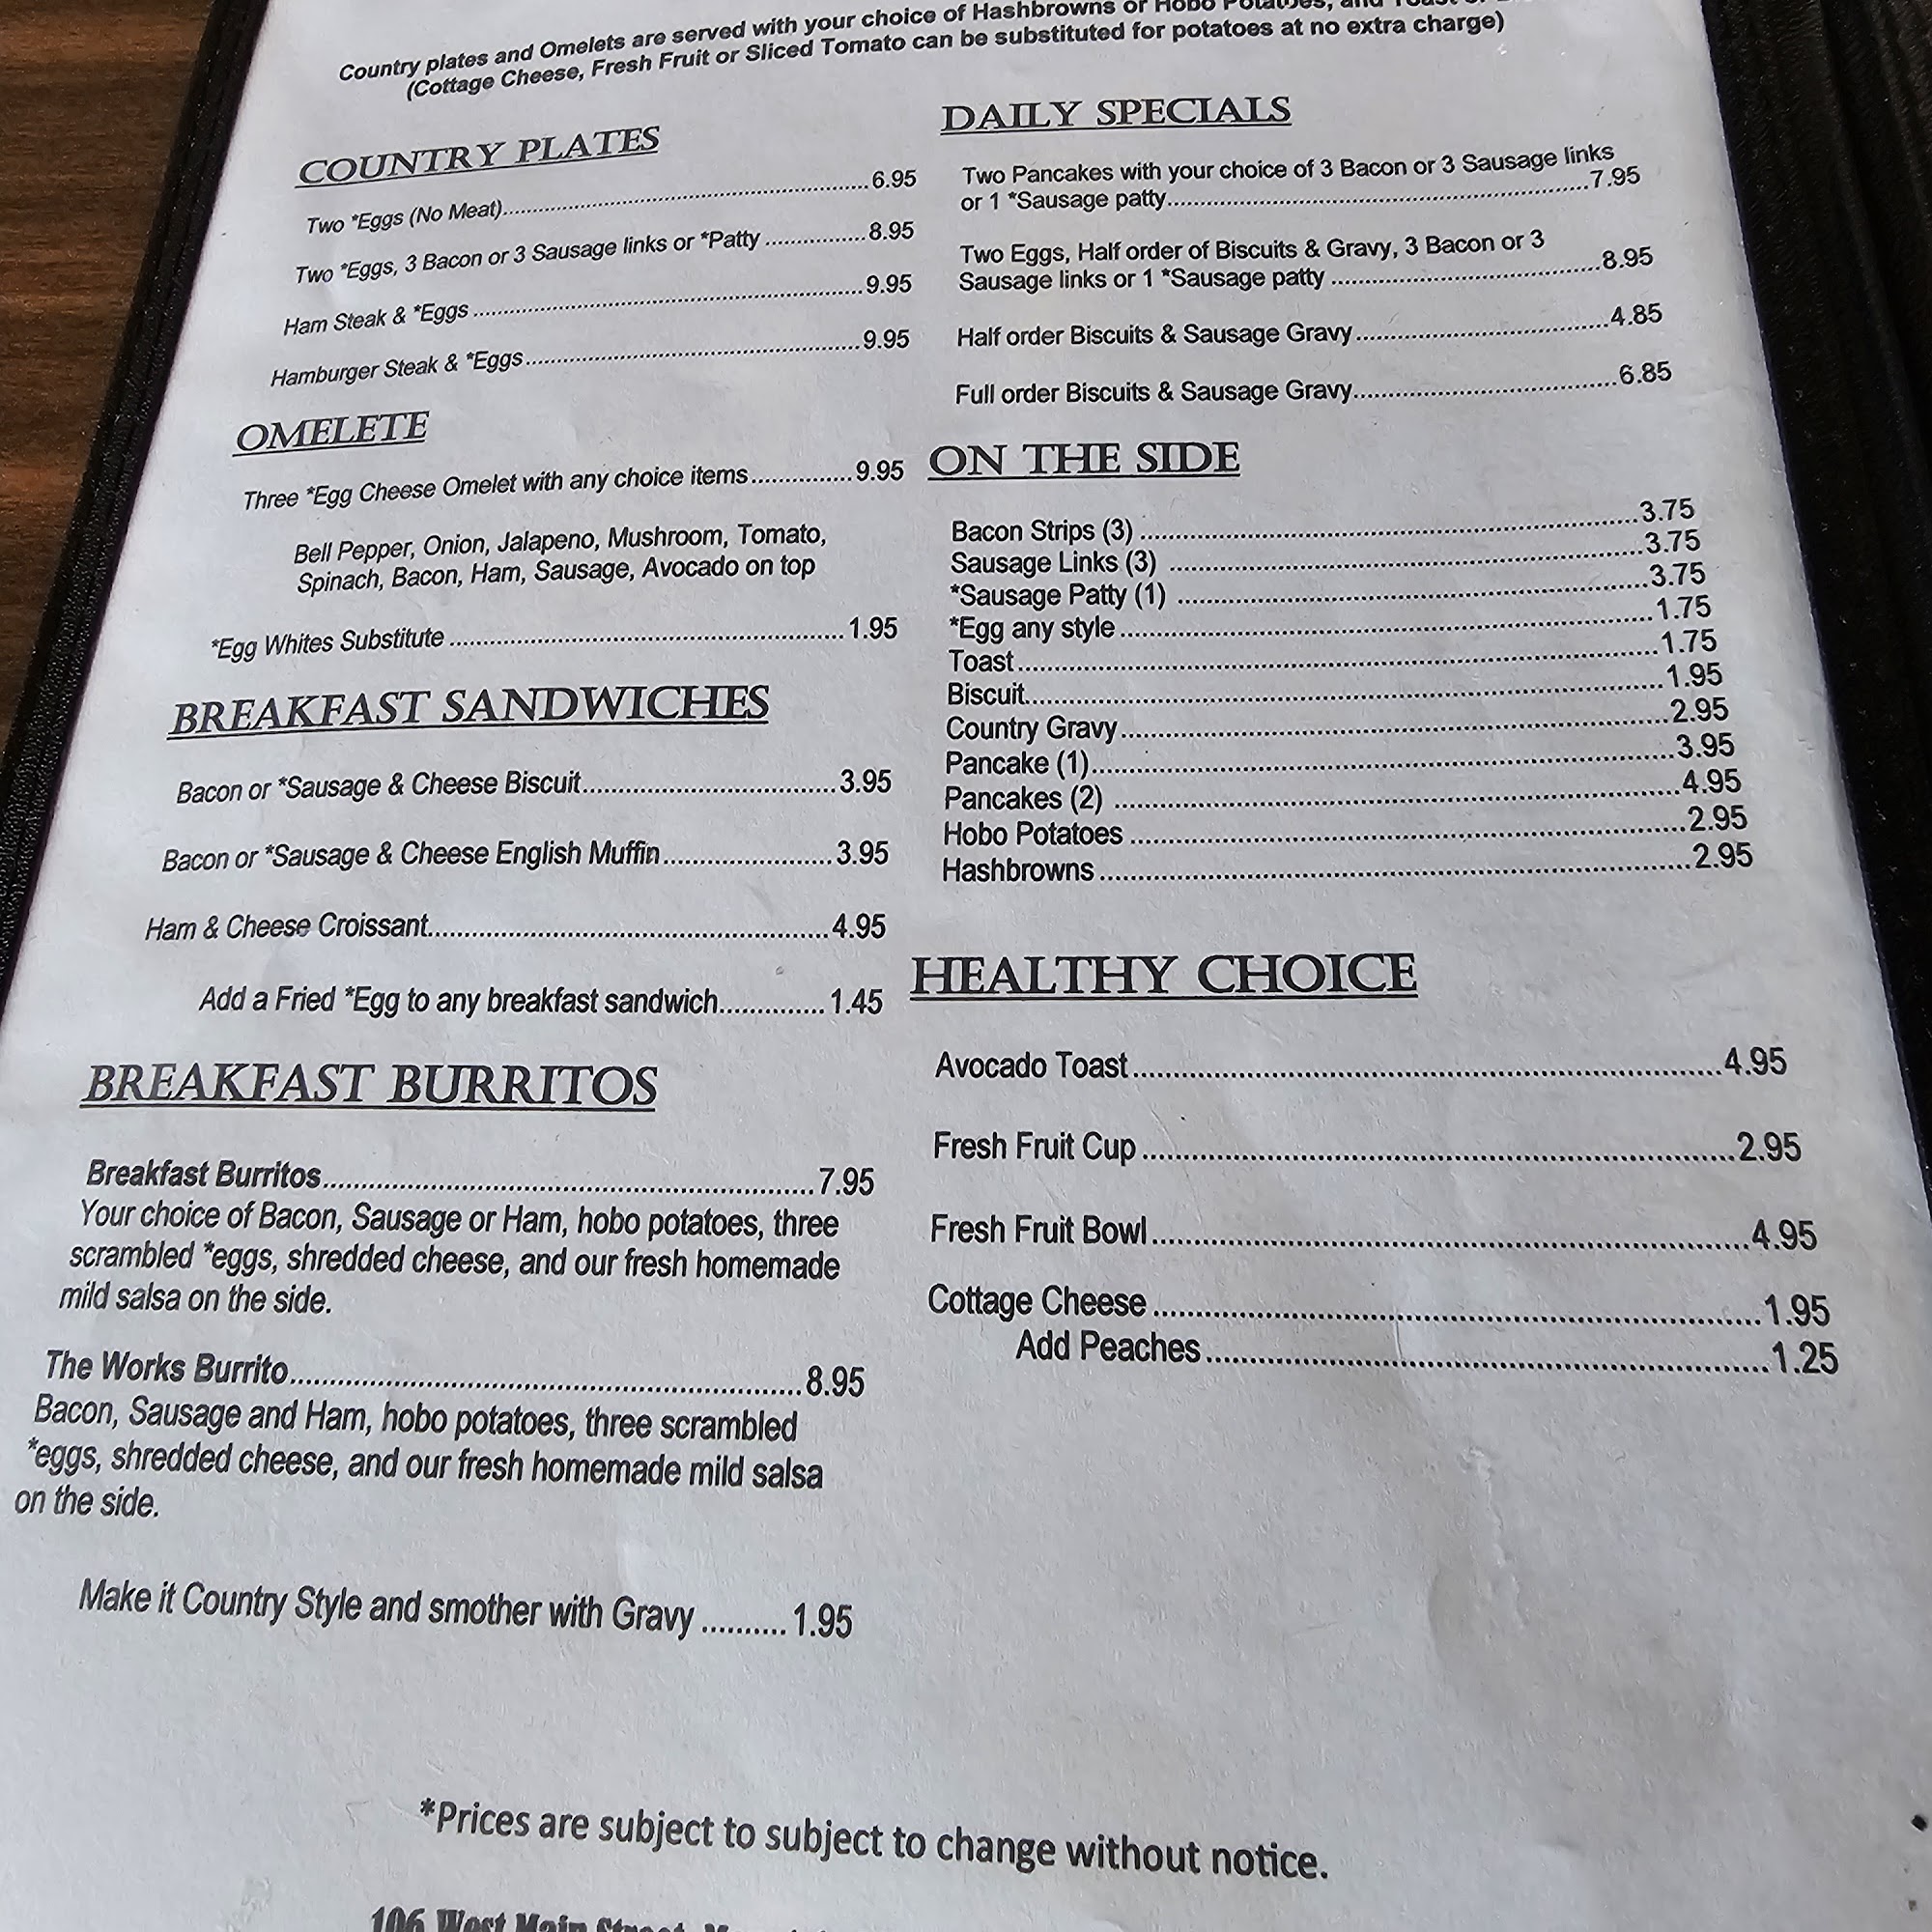 Country plates and Omelets are served with your choice of Hashbrowns or Hobo Potatoes, and Toast
(Cottage Cheese, Fresh Fruit or Sliced Tomato can be substituted for potatoes at no extra charge)
COUNTRY PLATES
Two *Eggs (No Meat)..........6.95
Two *Eggs, 3 Bacon or 3 Sausage links or *Patty ..........8.95
Ham Steak & *Eggs ..........9.95
Hamburger Steak & *Eggs..........9.95
OMELETE
Three *Egg Cheese Omelet with any choice items..........9.95
Bell Pepper, Onion, Jalapeno, Mushroom, Tomato,
Spinach, Bacon, Ham, Sausage, Avocado on top
*Egg Whites Substitute ..........1.95
BREAKFAST SANDWICHES
Bacon or *Sausage & Cheese Biscuit..........3.95
Bacon or *Sausage & Cheese English Muffin..........3.95
Ham & Cheese Croissant..........4.95
Add a Fried *Egg to any breakfast sandwich..........1.45
BREAKFAST BURRITOS
Breakfast Burritos..........7.95
Your choice of Bacon, Sausage or Ham, hobo potatoes, three
scrambled *eggs, shredded cheese, and our fresh homemade
mild salsa on the side.
The Works Burrito..........8.95
Bacon, Sausage and Ham, hobo potatoes, three scrambled
*eggs, shredded cheese, and our fresh homemade mild salsa
on the side.
Make it Country Style and smother with Gravy ..........1.95
DAILY SPECIALS
Two Pancakes with your choice of 3 Bacon or 3 Sausage links
or 1 *Sausage patty..........7.95
Two Eggs, Half order of Biscuits & Gravy, 3 Bacon or 3
Sausage links or 1 *Sausage patty ..........8.95
Half order Biscuits & Sausage Gravy..........4.85
Full order Biscuits & Sausage Gravy..........6.85
ON THE SIDE
Bacon Strips (3) ..........3.75
Sausage Links (3) ..........3.75
*Sausage Patty (1) ..........3.75
*Egg any style..........1.75
Toast..........1.75
Biscuit..........1.95
Country Gravy..........2.95
Pancake (1)..........3.95
Pancakes (2) ..........4.95
Hobo Potatoes ..........2.95
Hashbrowns ..........2.95
HEALTHY CHOICE
Avocado Toast..........4.95
Fresh Fruit Cup..........2.95
Fresh Fruit Bowl..........4.95
Cottage Cheese..........1.95
Add Peaches..........1.25
*Prices are subject to subject to change without notice.
106 West Main Street,